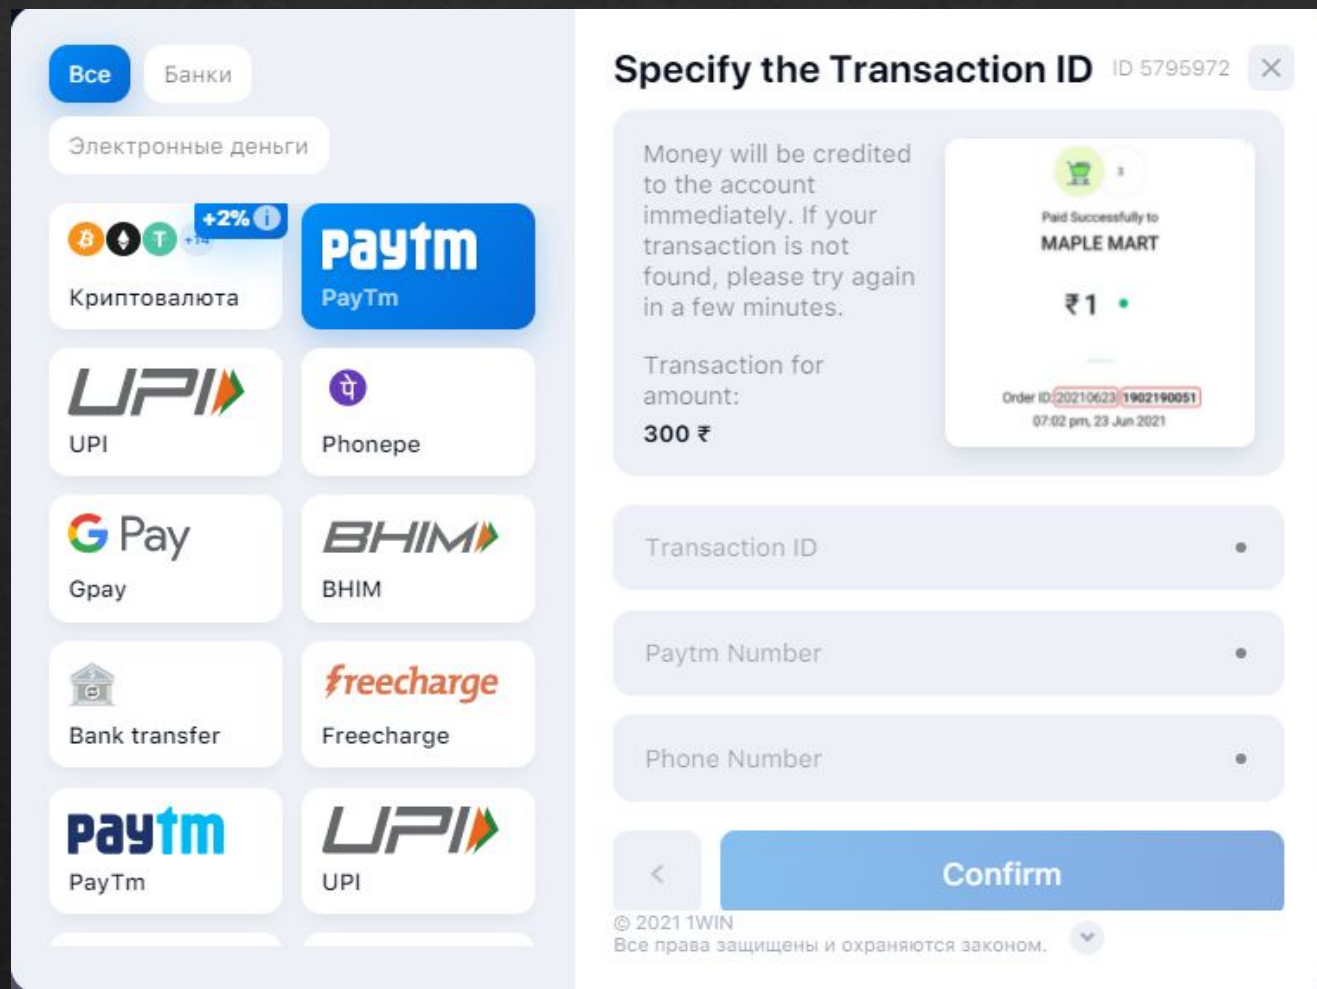 Все
Банки
Электронные деньги
+2% i
+14
Криптовалюта
paytm
PayTm
UPI
UPI
पे
Phonepe
G Pay
Gpay
BHIM
BHIM
Bank transfer
freecharge
Freecharge
paytm
PayTm
UPI
UPI
Specify the Transaction ID
ID 5795972
Money will be credited
to the account
immediately. If your
transaction is not
found, please try again
in a few minutes.
Transaction for
amount:
300 ₹
3
Paid Successfully to
MAPLE MART
₹1
Order ID:20210623 1902190051
07:02 pm, 23 Jun 2021
Transaction ID
Paytm Number
Phone Number
Confirm
© 2021 1WIN
Все права защищены и охраняются законом.